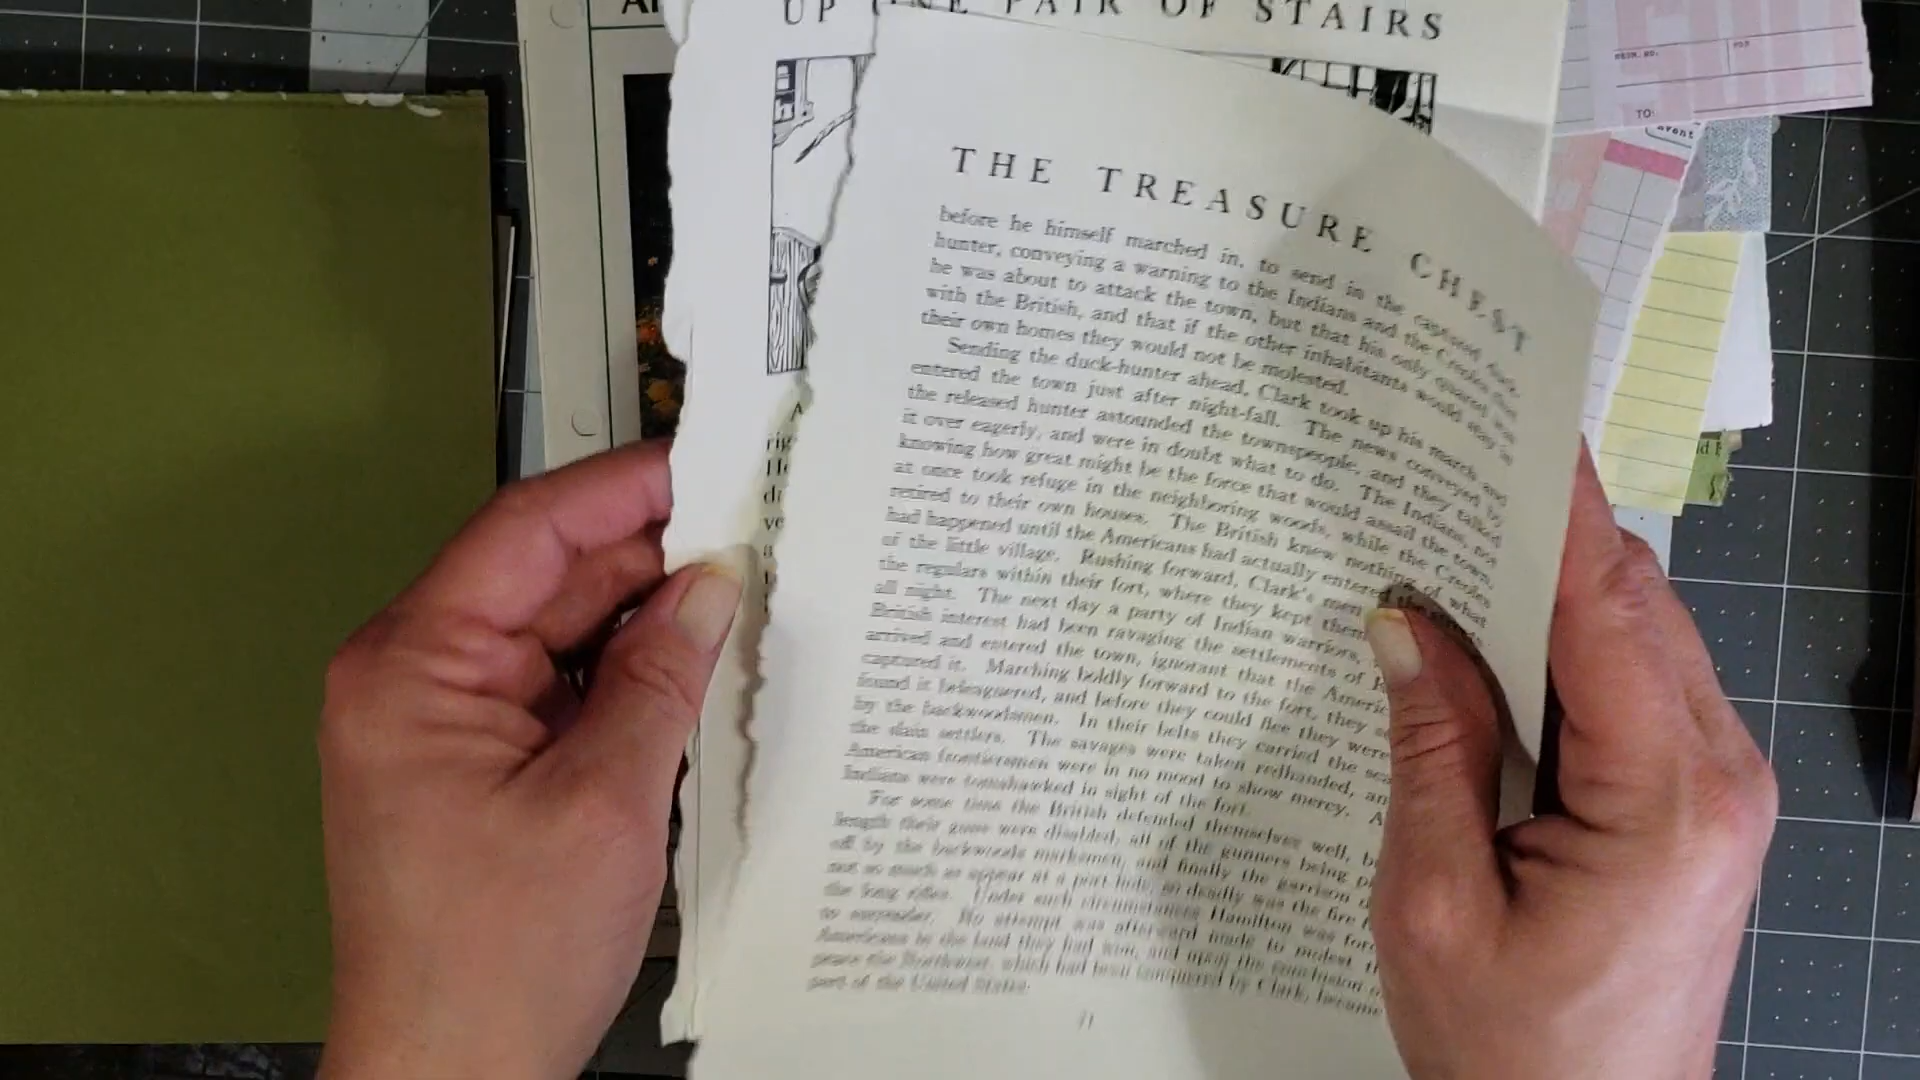 UP PAIR OF STAIRS
THE TREASURE CHEST
before he himself marched in, to send in the captured duck-
hunter, conveying a warning to the Indians and the Creoles that
he was about to attack the town, but that his only quarrel was
with the British, and that if the other inhabitants would stay in
their own homes they would not be molested.
Sending the duck-hunter ahead, Clark took up his march and
entered the town just after night-fall. The news conveyed by
the released hunter astounded the townspeople, and they talked
it over eagerly, and were in doubt what to do. The Indians, not
knowing how great might be the force that would assail the town,
at once took refuge in the neighboring woods, while the Creoles
retired to their own houses. The British knew nothing of what
had happened until the Americans had actually entered the streets
of the little village. Rushing forward, Clark's men
the regulars within their fort, where they kept them
all night. The next day a party of Indian warriors,
British interest had been ravaging the settlements of
arrived and entered the town, ignorant that the Americ
captured it. Marching boldly forward to the fort, they
found it beleaguered, and before they could flee they were
by the backwoodsmen. In their belts they carried the sca
the slain settlers. The savages were taken redhanded, an
American frontiersmen were in no mood to show mercy. A
Indians were tomahawked in sight of the fort.
For some time the British defended themselves well, b
length their guns were disabled, all of the gunners being p
off by the backwoods marksmen, and finally the garrison d
not so much as appear at a port-hole, so deadly was the fire f
the long rifles. Under such circumstances Hamilton was forc
to surrender. No attempt was afterward made to molest th
Americans in the land they had won, and upon the conclusion o
peace the Northwest, which had been conquered by Clark, became
part of the United States.
71
TO: